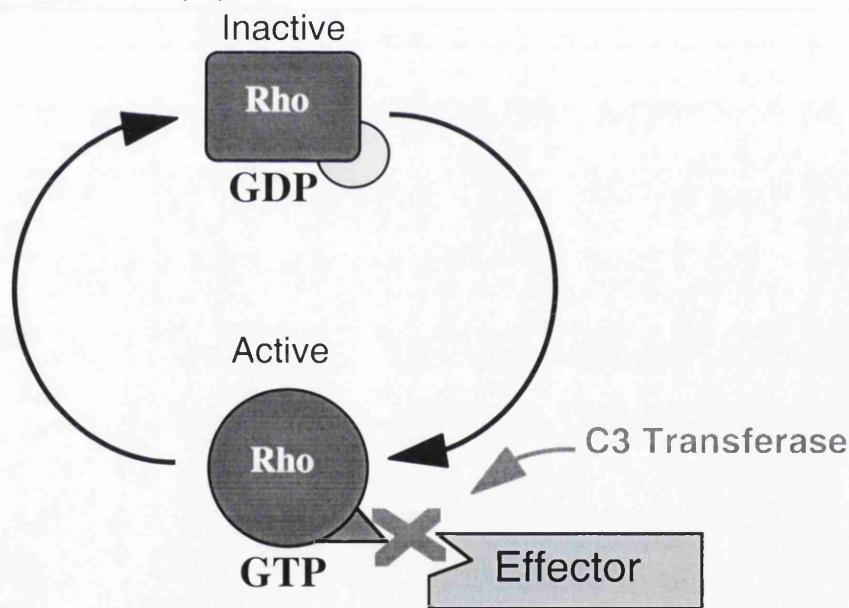 Inactive
Rho
GDP
Active
Rho
C3 Transferase
GTP
Effector